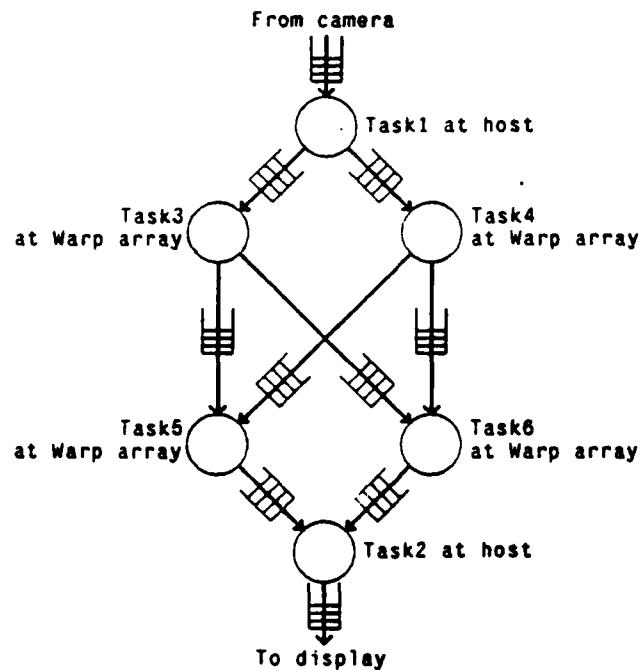 From camera
Task1 at host
Task3
at Warp array
Task4
at Warp array
Task5
at Warp array
Task6
at Warp array
Task2 at host
To display